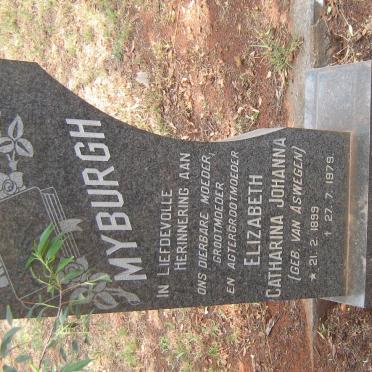 MYBURGH
IN LIEFDEVOLLE
HERINNERING AAN
ONS DIERBARE MOEDER,
GROOTMOEDER
EN AGTERGROOTMOEDER
ELIZABETH
CATHARINA JOHANNA
(GEB. VAN ASWEGEN)
* 21. 2. 1899
† 27. 7. 1979.